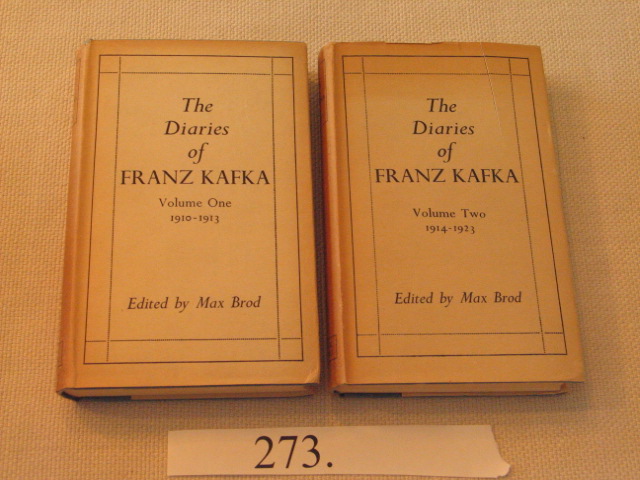 The
Diaries
of
FRANZ KAFKA
Volume One
1910-1913
Edited by Max Brod
The
Diaries
of
FRANZ KAFKA
Volume Two
1914-1923
Edited by Max Brod
273.